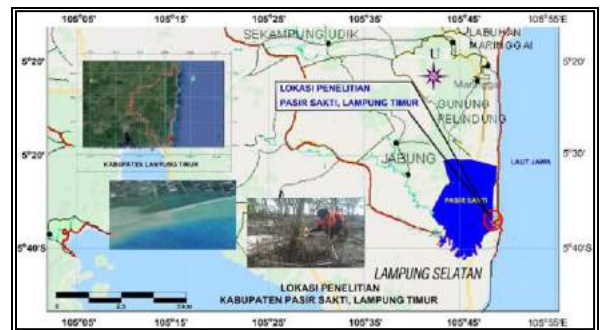 105°05' 105°15' 105°25' 105°35' 105°45' 105°55'E
SEKAMPUNG UDIK
LABUHAN
MARINGGAI
5°20'
5°20'
U
LOKASI PENELITIAN
PASIR SAKTI, LAMPUNG TIMUR
GUNUNG
PELINDUNG
5°20'
5°30'
JABUNG
LAUT JAWA
KABUPATEN LAMPUNG TIMUR
PASIR SAKTI
5°40'S
5°40'S
LAMPUNG SELATAN
LOKASI PENELITIAN
KABUPATEN PASIR SAKTI, LAMPUNG TIMUR
105°05' 105°15' 105°25' 105°35' 105°45' 105°55'E